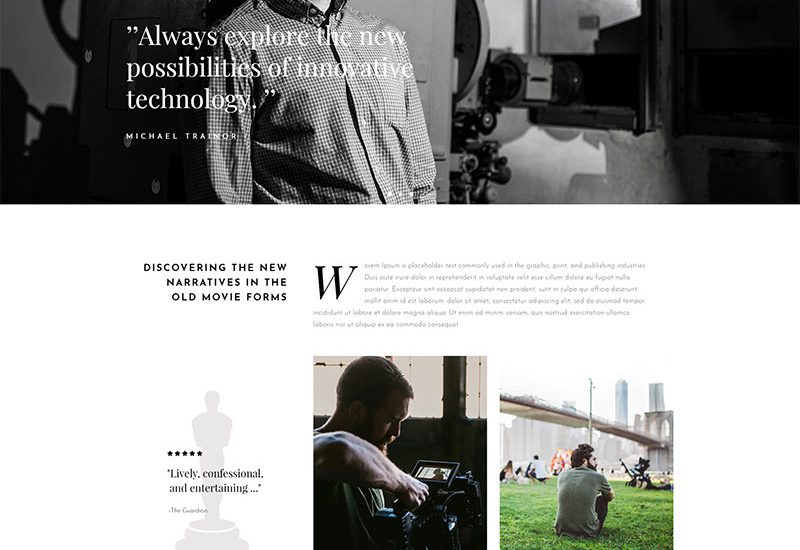 ”Always explore the new
possibilities of innovative
technology. ”
MICHAEL TRAINOR
DISCOVERING THE NEW
NARRATIVES IN THE
OLD MOVIE FORMS
W orem Ipsum is placeholder text commonly used in the graphic, print, and publishing industries.
Duis aute irure dolor in reprehenderit in voluptate velit esse cillum dolore eu fugiat nulla
pariatur. Excepteur sint occaecat cupidatat non proident, sunt in culpa qui officia deserunt
mollit anim id est laborum. dolor sit amet, consectetur adipiscing elit, sed do eiusmod tempor
incididunt ut labore et dolore magna aliqua. Ut enim ad minim veniam, quis nostrud exercitation ullamco
laboris nisi ut aliquip ex ea commodo consequat.
"Lively, confessional,
and entertaining ..."
-The Guardian